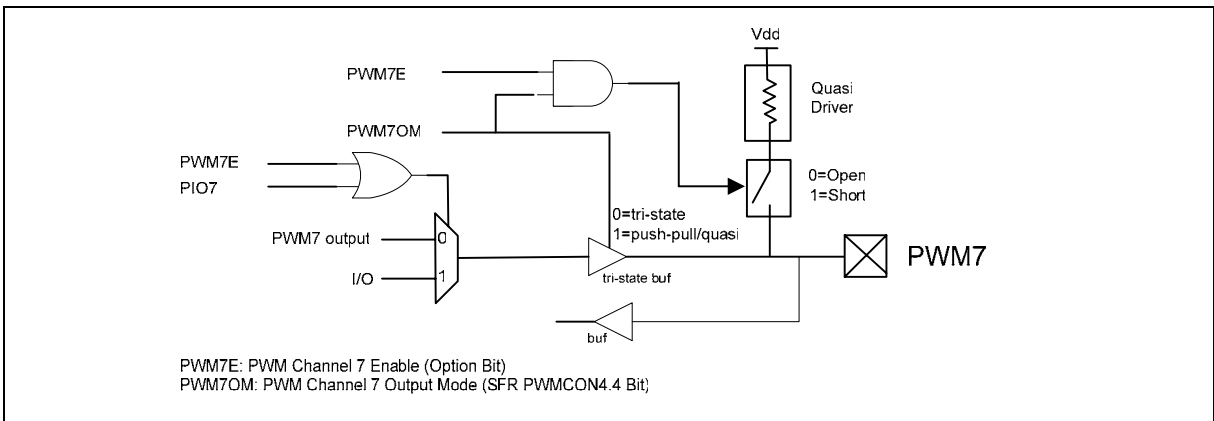 Vdd
PWM7E
Quasi
Driver
PWM7OM
PWM7E
PIO7
0=Open
1=Short
0=tri-state
1=push-pull/quasi
PWM7 output
0
I/O
1
tri-state buf
PWM7
buf
PWM7E: PWM Channel 7 Enable (Option Bit)
PWM7OM: PWM Channel 7 Output Mode (SFR PWMCON4.4 Bit)